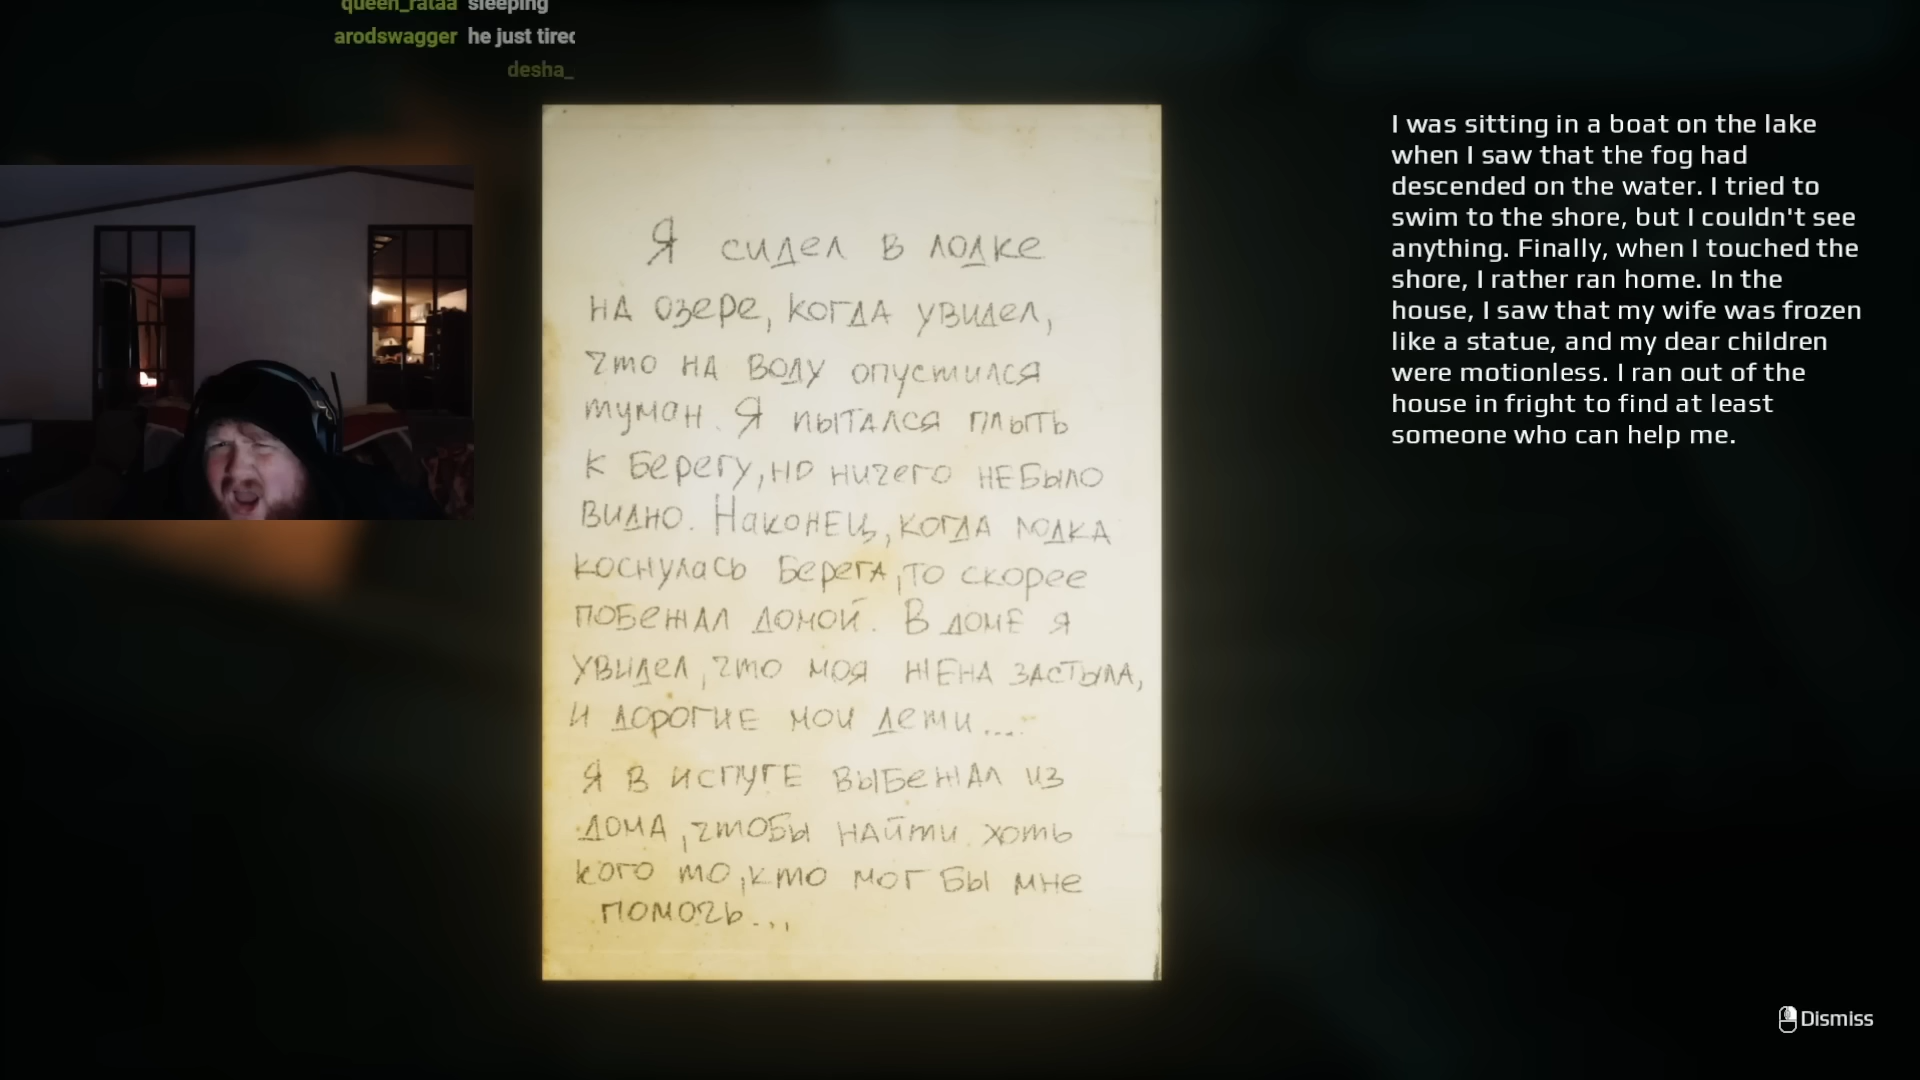 queen_rataa sleeping
arodswagger he just tired
desha_
Я сидел в лодке
на озере, когда увидел,
что на воду опустился
туман. Я пытался плыть
к берегу, но ничего не было
видно. Наконец, когда лодка
коснулась берега, то скорее
побежал домой. В доме я
увидел, что моя жена застыла,
и дорогие мои дети....
Я в испуге выбежал из
дома, чтобы найти хоть
кого то, кто мог бы мне
помочь...
I was sitting in a boat on the lake
when I saw that the fog had
descended on the water. I tried to
swim to the shore, but I couldn't see
anything. Finally, when I touched the
shore, I rather ran home. In the
house, I saw that my wife was frozen
like a statue, and my dear children
were motionless. I ran out of the
house in fright to find at least
someone who can help me.
Dismiss